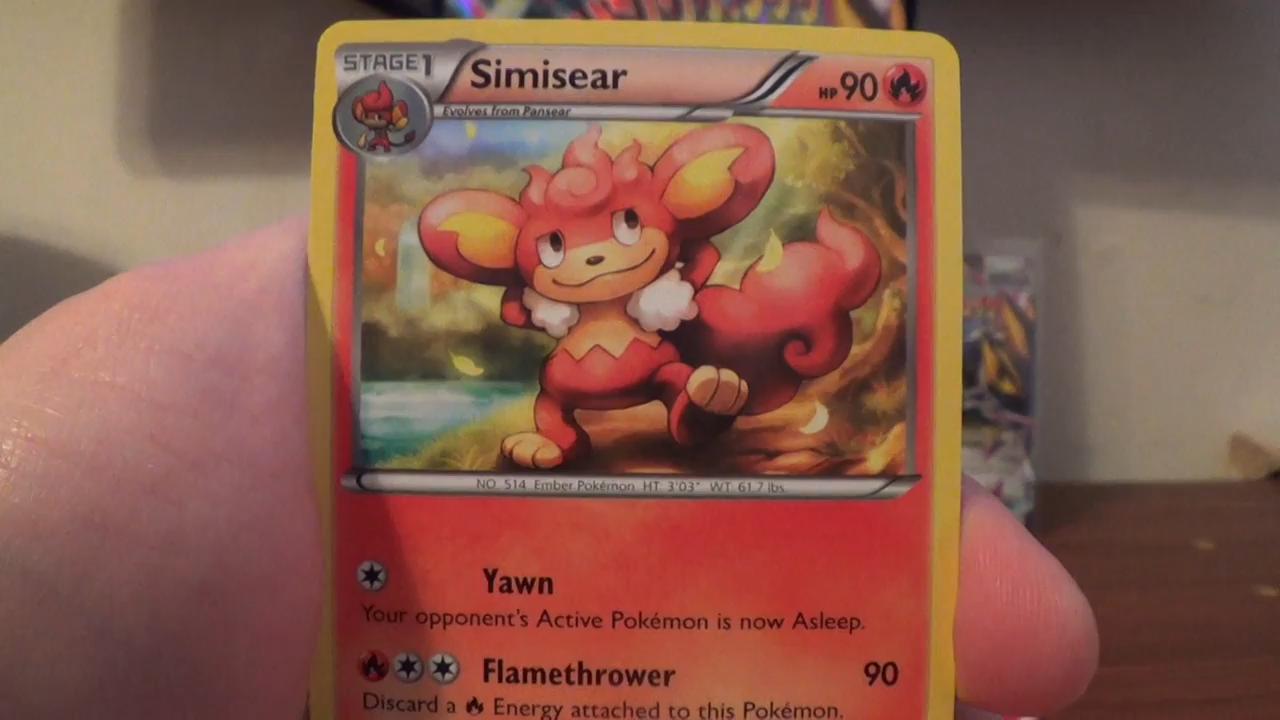 STAGE1
Simisear
HP 90
Evolves from Pansear
NO. 514 Ember Pokémon HT: 3'03" WT: 61.7 lbs.
Yawn
Your opponent's Active Pokémon is now Asleep.
Flamethrower 90
Discard a Energy attached to this Pokémon.